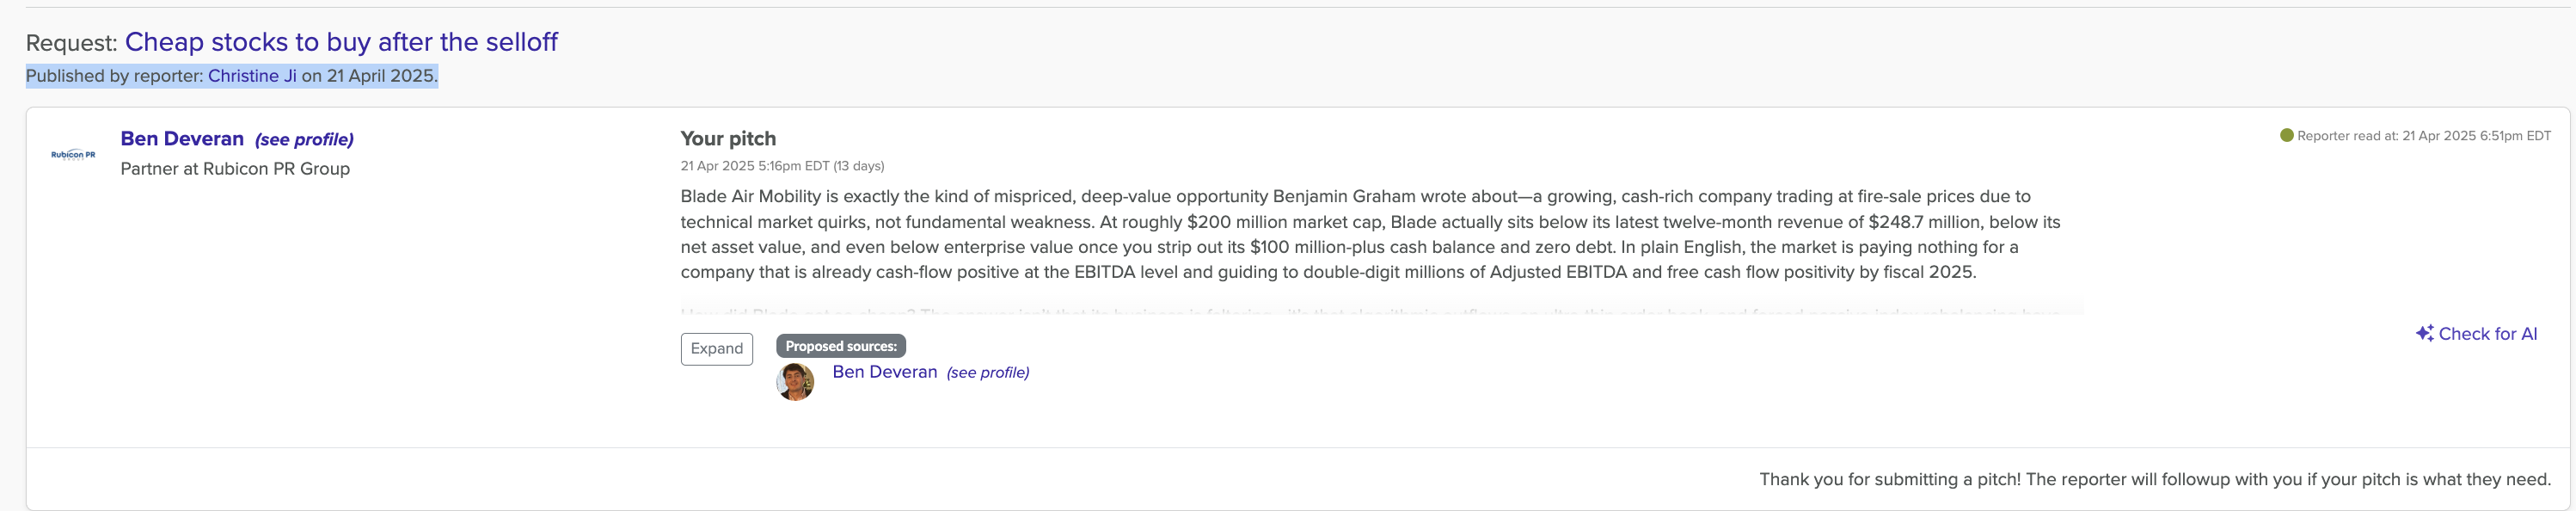 Request: Cheap stocks to buy after the selloff
Published by reporter: Christine Ji on 21 April 2025.
Rubicon PR
GROUP
Ben Deveran (see profile)
Partner at Rubicon PR Group
Your pitch
21 Apr 2025 5:16pm EDT (13 days)
Reporter read at: 21 Apr 2025 6:51pm EDT
Blade Air Mobility is exactly the kind of mispriced, deep-value opportunity Benjamin Graham wrote about—a growing, cash-rich company trading at fire-sale prices due to
technical market quirks, not fundamental weakness. At roughly $200 million market cap, Blade actually sits below its latest twelve-month revenue of $248.7 million, below its
net asset value, and even below enterprise value once you strip out its $100 million-plus cash balance and zero debt. In plain English, the market is paying nothing for a
company that is already cash-flow positive at the EBITDA level and guiding to double-digit millions of Adjusted EBITDA and free cash flow positivity by fiscal 2025.
Expand
Proposed sources:
Ben Deveran (see profile)
Check for AI
Thank you for submitting a pitch! The reporter will followup with you if your pitch is what they need.